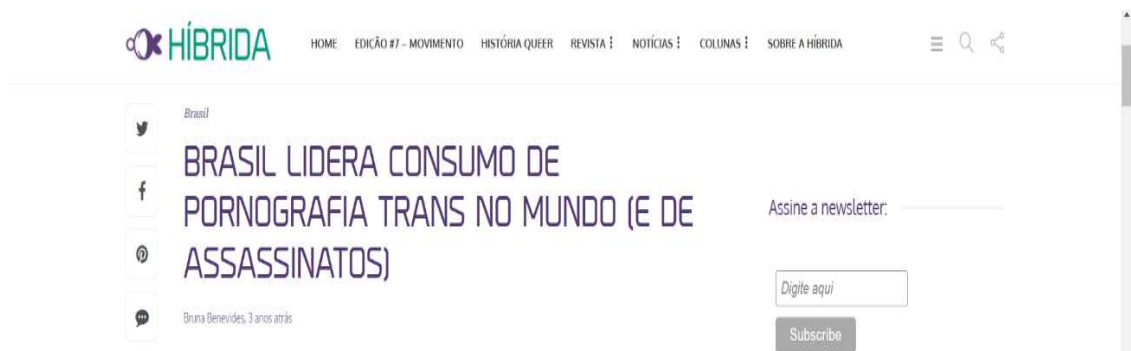 HÍBRIDA
HOME EDIÇÃO #7 – MOVIMENTO HISTÓRIA QUEER REVISTA NOTÍCIAS COLUNAS SOBRE A HÍBRIDA
Brasil
BRASIL LIDERA CONSUMO DE
PORNOGRAFIA TRANS NO MUNDO (E DE
ASSASSINATOS)
Bruna Benevides, 3 anos atrás
Assine a newsletter:
Digite aqui
Subscribe